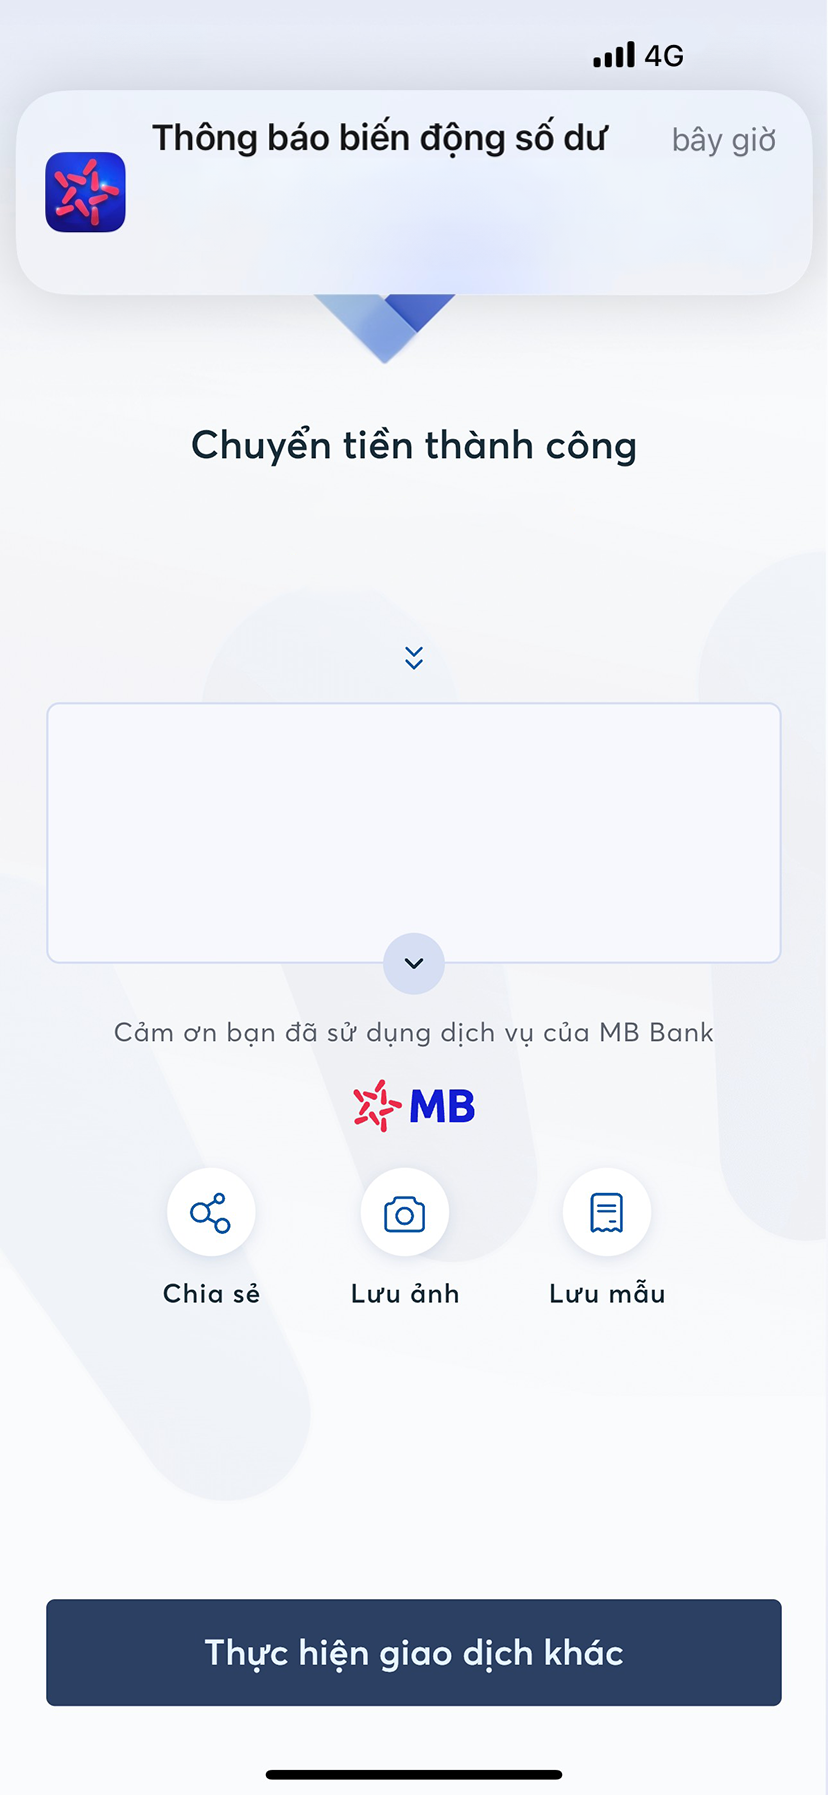 4G
Thông báo biến động số dư
bây giờ
Chuyển tiền thành công
Cảm ơn bạn đã sử dụng dịch vụ của MB Bank
MB
Chia sẻ
Lưu ảnh
Lưu mẫu
Thực hiện giao dịch khác